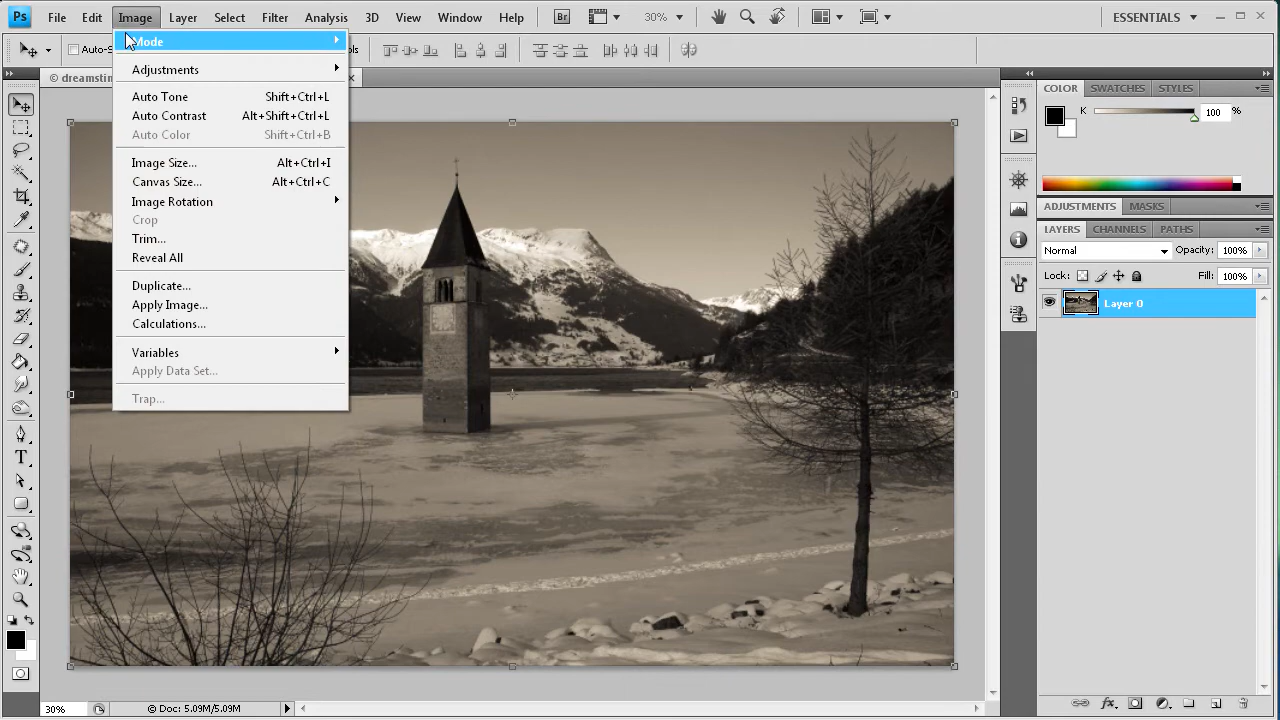 Ps File Edit Image Layer Select Filter Analysis 3D View Window Help Br 30% ESSENTIALS
Auto-S
© dreamstim
Mode
Adjustments
Auto Tone Shift+Ctrl+L
Auto Contrast Alt+Shift+Ctrl+L
Auto Color Shift+Ctrl+B
Image Size... Alt+Ctrl+I
Canvas Size... Alt+Ctrl+C
Image Rotation
Crop
Trim...
Reveal All
Duplicate...
Apply Image...
Calculations...
Variables
Apply Data Set...
Trap...
COLOR SWATCHES STYLES
K 100 %
ADJUSTMENTS MASKS
LAYERS CHANNELS PATHS
Normal Opacity: 100%
Lock: Fill: 100%
Layer 0
30% © Doc: 5.09M/5.09M